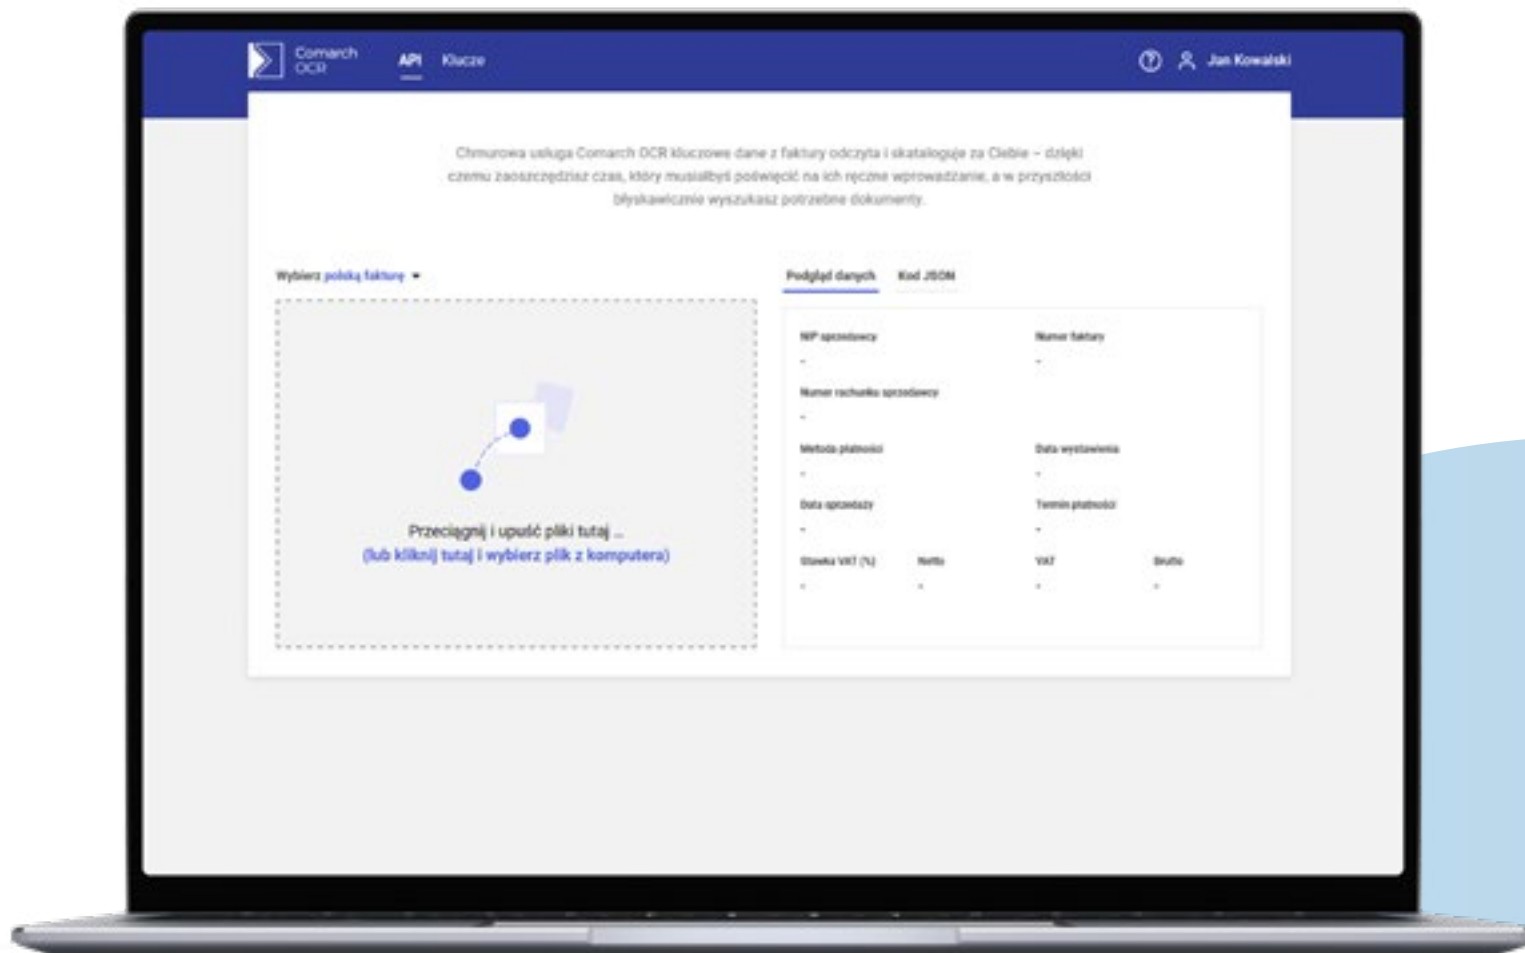 Comarch
OCR
API Klucze
Jan Kowalski
Chmurowa usługa Comarch OCR kluczowe dane z faktury odczyta i skataloguje za Ciebie – dzięki
czemu zaoszczędzisz czas, który musiałbyś poświęcić na ich ręczne wprowadzanie, a w przyszłości
błyskawicznie wyszukasz potrzebne dokumenty.
Wybierz polską fakturę
Podgląd danych Kod JSON
Przeciągnij i upuść pliki tutaj ...
(lub kliknij tutaj i wybierz plik z komputera)
NIP sprzedawcy Numer faktury
- -
Numer rachunku sprzedawcy
-
Metoda płatności Data wystawienia
- -
Data sprzedaży Termin płatności
- -
Stawka VAT (%) Netto VAT Brutto
- - - -